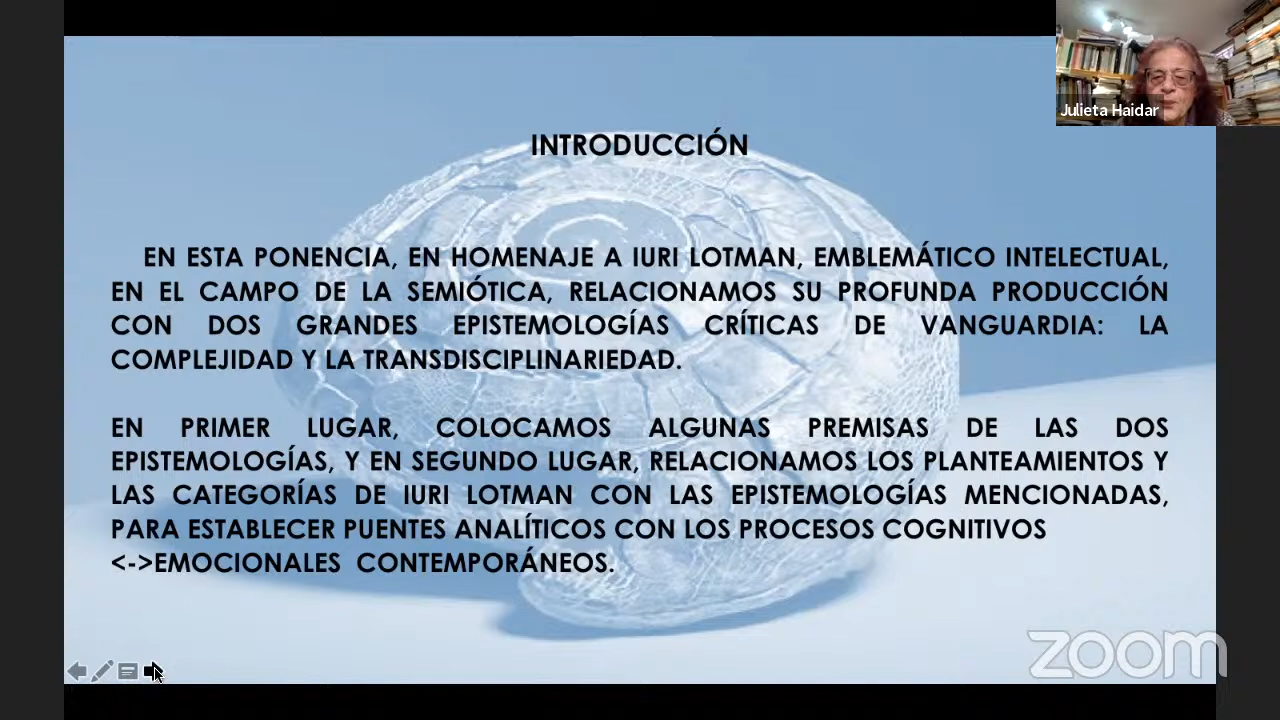 Julieta Haidar
INTRODUCCIÓN
EN ESTA PONENCIA, EN HOMENAJE A IURI LOTMAN, EMBLEMÁTICO INTELECTUAL,
EN EL CAMPO DE LA SEMIÓTICA, RELACIONAMOS SU PROFUNDA PRODUCCIÓN
CON DOS GRANDES EPISTEMOLOGÍAS CRÍTICAS DE VANGUARDIA: LA
COMPLEJIDAD Y LA TRANSDISCIPLINARIEDAD.
EN PRIMER LUGAR, COLOCAMOS ALGUNAS PREMISAS DE LAS DOS
EPISTEMOLOGÍAS, Y EN SEGUNDO LUGAR, RELACIONAMOS LOS PLANTEAMIENTOS Y
LAS CATEGORÍAS DE IURI LOTMAN CON LAS EPISTEMOLOGÍAS MENCIONADAS,
PARA ESTABLECER PUENTES ANALÍTICOS CON LOS PROCESOS COGNITIVOS
<->EMOCIONALES CONTEMPORÁNEOS.
zoom